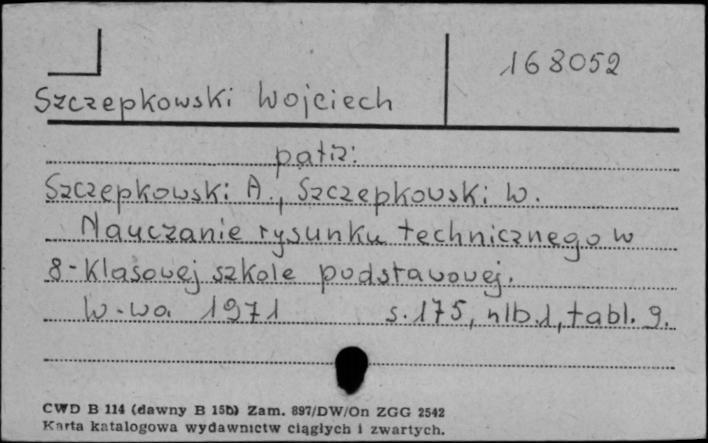 168052
Szczepkowski Wojciech
patrz:
Szczepkowski A., Szczepkowski W.
Nauczanie rysunku technicznego w
8-klasowej szkole podstawowej.
W-wa 1971 s. 175, nlb. 1, tabl. 9.
CWD B 114 (dawny B 15b) Zam. 897/DW/On ZGG 2542
Karta katalogowa wydawnictw ciągłych i zwartych.